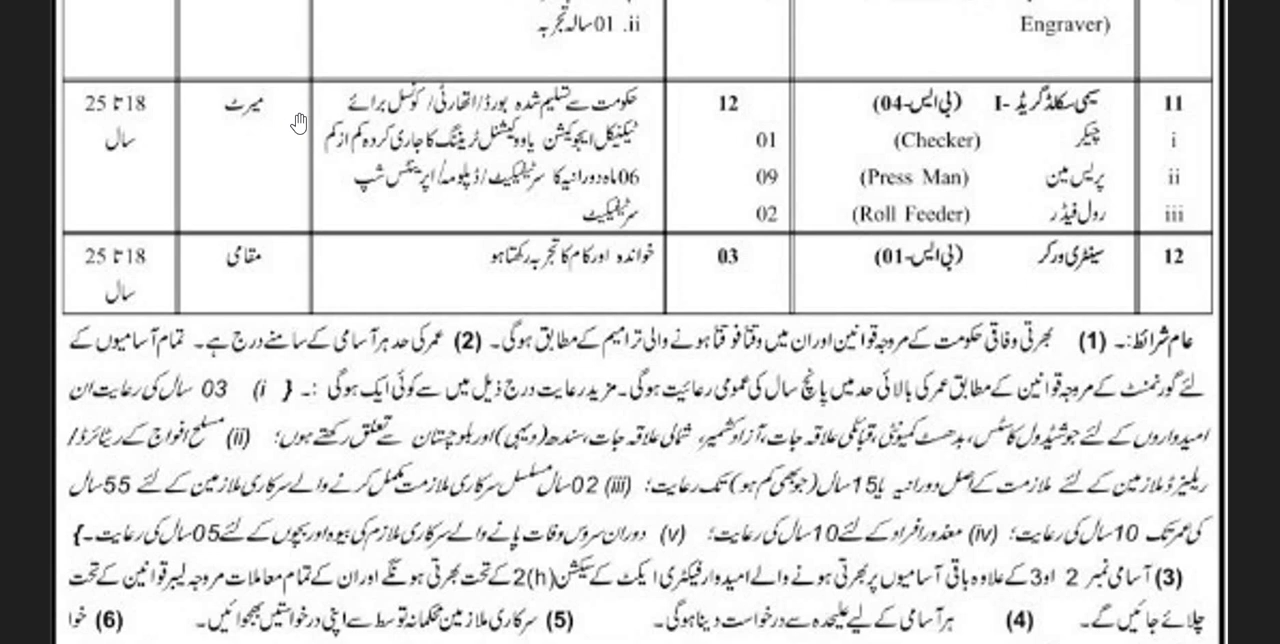 Engraver)
ii. 01 سالہ تجربہ
11 سیمی سکلڈ گریڈ -I (بی ایس-04) 12 حکومت سے تسلیم شدہ بورڈ/اتھارٹی/کونسل برائے میرٹ 18 تا 25
i چیکر (Checker) 01 ٹیکنیکل ایجوکیشن یا ووکیشنل ٹریننگ کا جاری کردہ کم از کم سال
ii پریس مین (Press Man) 09 06 ماہ دورانیہ کا سرٹیفکیٹ/ڈپلومہ/اپرینٹس شپ
iii رول فیڈر (Roll Feeder) 02 سرٹیفکیٹ
12 سینٹری ورکر (بی ایس-01) 03 خواندہ اور کام کا تجربہ رکھتا ہو مقامی 18 تا 25
سال
عام شرائط:۔ (1) بھرتی وفاقی حکومت کے مروجہ قوانین اور ان میں وقتاً فوقتاً ہونے والی ترامیم کے مطابق ہوگی۔ (2) عمر کی حد ہر آسامی کے سامنے درج ہے۔ تمام آسامیوں کے
لئے گورنمنٹ کے مروجہ قوانین کے مطابق عمر کی بالائی حد میں پانچ سال کی عمومی رعائیت ہوگی۔ مزید رعایت درج ذیل میں سے کوئی ایک ہوگی :۔ { (i) 03 سال کی رعایت ان
امیدواروں کے لئے جو شیڈول کاسٹس، بدھسٹ کمیونٹی، قبائلی علاقہ جات، آزاد کشمیر، شمالی علاقہ جات، سندھ (دیہی) اور بلوچستان سے تعلق رکھتے ہوں؛ (ii) مسلح افواج کے ریٹائرڈ/
ریلیزڈ ملازمین کے لئے ملازمت کے اصل دورانیہ یا 15 سال (جو بھی کم ہو) تک رعایت؛ (iii) 02 سال مسلسل سرکاری ملازمت مکمل کرنے والے سرکاری ملازمین کے لئے 55 سال
کی عمر تک 10 سال کی رعایت؛ (iv) معذور افراد کے لئے 10 سال کی رعایت؛ (v) دوران سروس وفات پانے والے سرکاری ملازم کی بیوہ اور بچوں کے لئے 05 سال کی رعایت۔}
(3) آسامی نمبر 2 اور 3 کے علاوہ باقی آسامیوں پر بھرتی ہونے والے امیدوار فیکٹری ایکٹ کے سیکشن 2(h) کے تحت بھرتی ہونگے اور ان کے تمام معاملات مروجہ لیبر قوانین کے تحت
چلائے جائیں گے۔ (4) ہر آسامی کے لیے علیحدہ سے درخواست دینا ہوگی۔ (5) سرکاری ملازمین محکمانہ توسط سے اپنی درخواستیں بھجوائیں۔ (6) خوا